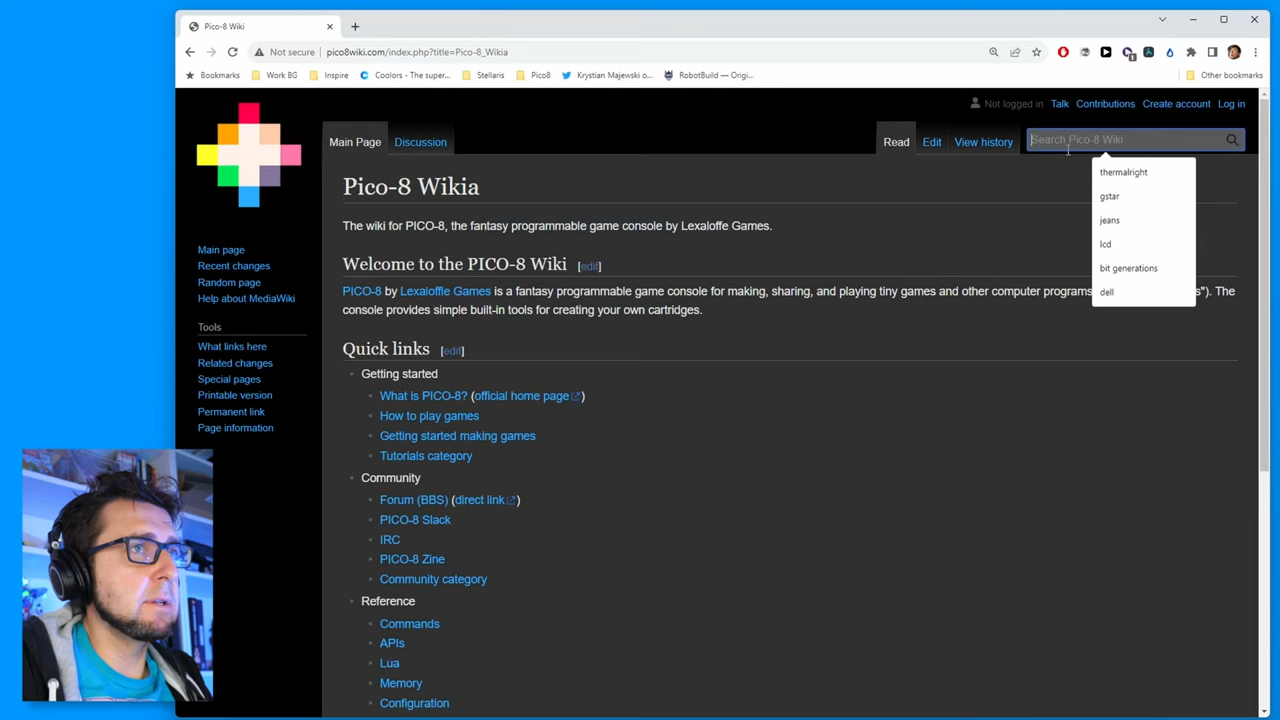 Pico-8 Wiki
Not secure | pico8wiki.com/index.php?title=Pico-8_Wikia
Bookmarks
Work BG
Inspire
Coolors - The super...
Stellaris
Pico8
Krystian Majewski o...
RobotBuild — Origi...
Other bookmarks
Not logged in Talk Contributions Create account Log in
Main Page Discussion Read Edit View history Search Pico-8 Wiki
thermalright
gstar
jeans
lcd
bit generations
dell
Pico-8 Wikia
The wiki for PICO-8, the fantasy programmable game console by Lexaloffe Games.
Welcome to the PICO-8 Wiki [edit]
PICO-8 by Lexaloffle Games is a fantasy programmable game console for making, sharing, and playing tiny games and other computer programs "). The
console provides simple built-in tools for creating your own cartridges.
Quick links [edit]
Getting started
What is PICO-8? (official home page)
How to play games
Getting started making games
Tutorials category
Community
Forum (BBS) (direct link)
PICO-8 Slack
IRC
PICO-8 Zine
Community category
Reference
Commands
APIs
Lua
Memory
Configuration
Main page
Recent changes
Random page
Help about MediaWiki
Tools
What links here
Related changes
Special pages
Printable version
Permanent link
Page information